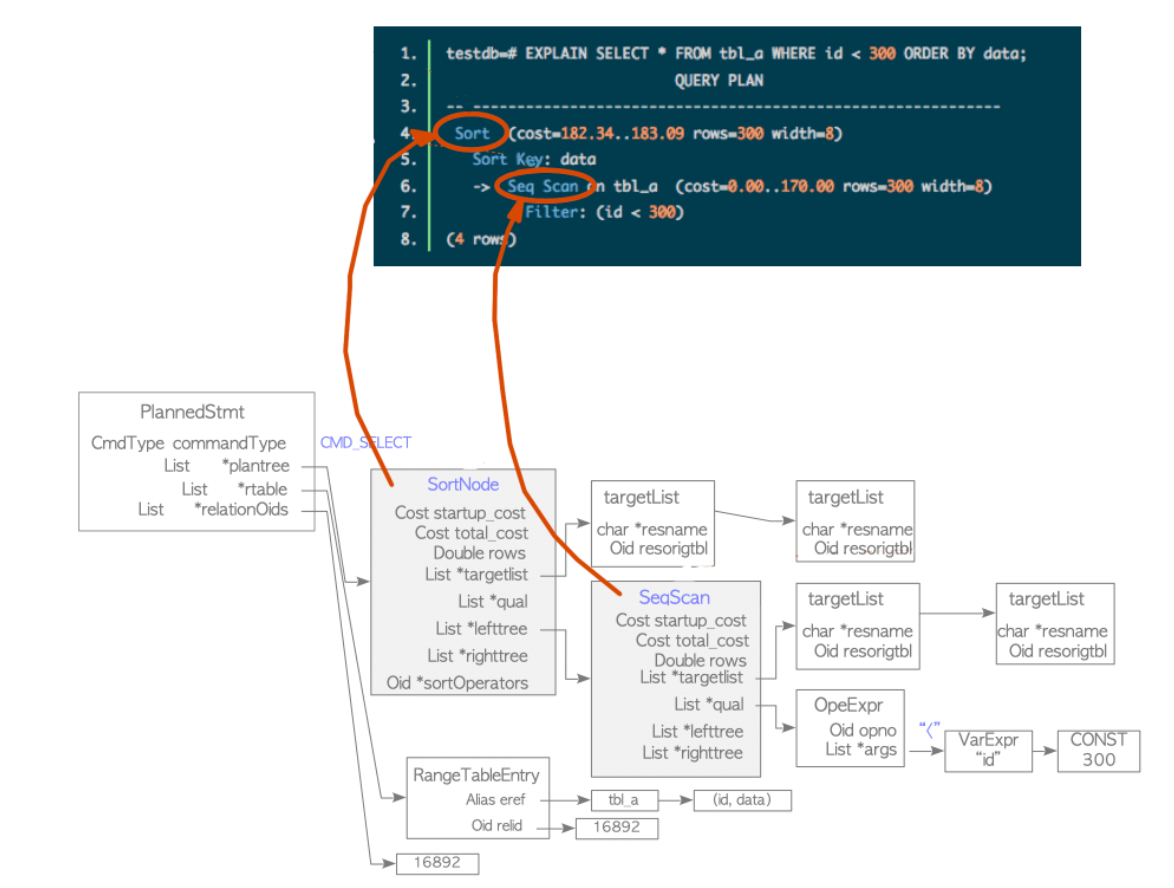 1. testdb=# EXPLAIN SELECT * FROM tbl_a WHERE id < 300 ORDER BY data;
2. QUERY PLAN
3. -- ------------------------------------------------------------
4. Sort (cost=182.34..183.09 rows=300 width=8)
5. Sort Key: data
6. -> Seq Scan on tbl_a (cost=0.00..170.00 rows=300 width=8)
7. Filter: (id < 300)
8. (4 rows)
PlannedStmt
CmdType commandType
CMD_SELECT
List *plantree
List *rtable
List *relationOids
SortNode
Cost startup_cost
Cost total_cost
Double rows
List *targetlist
List *qual
List *lefttree
List *righttree
Oid *sortOperators
targetList
char *resname
Oid resorigtbl
targetList
char *resname
Oid resorigtbl
SeqScan
Cost startup_cost
Cost total_cost
Double rows
List *targetlist
List *qual
List *lefttree
List *righttree
targetList
char *resname
Oid resorigtbl
targetList
char *resname
Oid resorigtbl
OpeExpr
Oid opno
List *args
“<”
VarExpr
“id”
CONST
300
RangeTableEntry
Alias eref
Oid relid
tbl_a
(id, data)
16892
16892